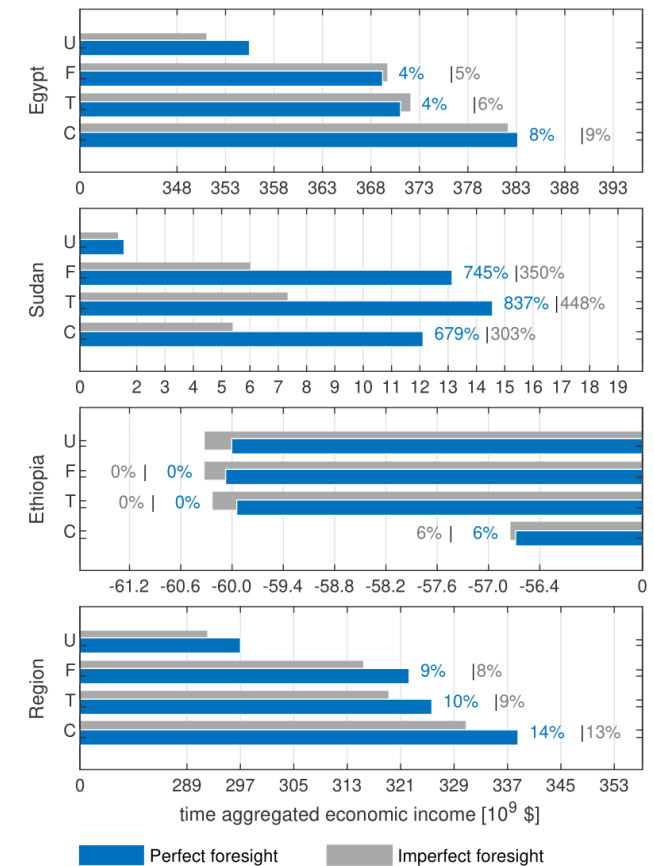 Egypt
U
F 4% |5%
T 4% |6%
C 8% |9%
0 348 353 358 363 368 373 378 383 388 393
Sudan
U
F 745% |350%
T 837% |448%
C 679% |303%
0 2 3 4 5 6 7 8 9 10 11 12 13 14 15 16 17 18 19
Ethiopia
U
0% | 0% F
0% | 0% T
C 6% | 6%
-61.2 -60.6 -60.0 -59.4 -58.8 -58.2 -57.6 -57.0 -56.4 0
Region
U
F 9% |8%
T 10% |9%
C 14% |13%
0 289 297 305 313 321 329 337 345 353
time aggregated economic income [10⁹ $]
Perfect foresight Imperfect foresight